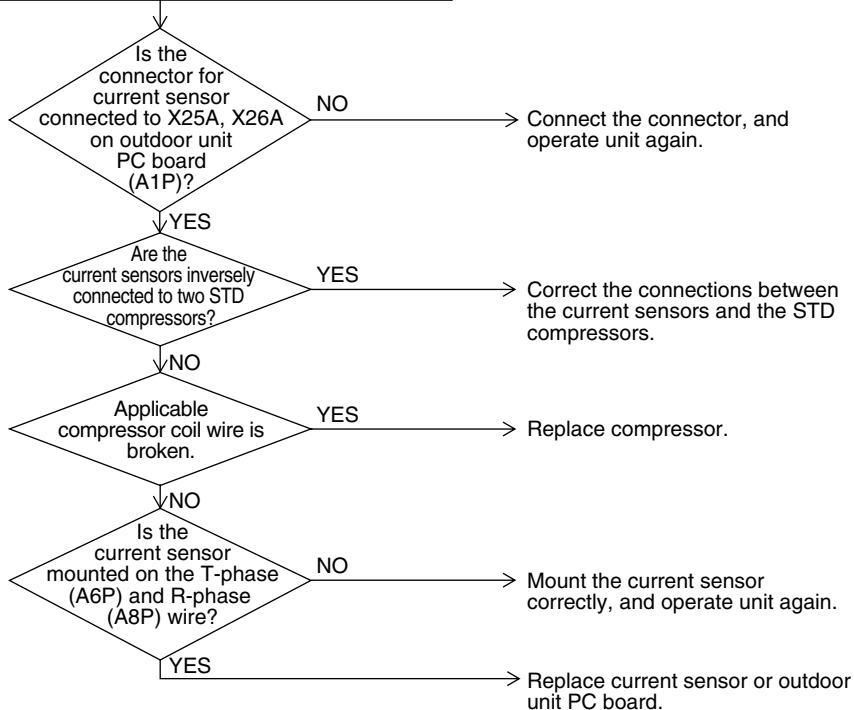 Is the
connector for
current sensor
connected to X25A, X26A
on outdoor unit
PC board
(A1P)?
NO
Connect the connector, and
operate unit again.
YES
Are the
current sensors inversely
connected to two STD
compressors?
YES
Correct the connections between
the current sensors and the STD
compressors.
NO
Applicable
compressor coil wire is
broken.
YES
Replace compressor.
NO
Is the
current sensor
mounted on the T-phase
(A6P) and R-phase
(A8P) wire?
NO
Mount the current sensor
correctly, and operate unit again.
YES
Replace current sensor or outdoor
unit PC board.